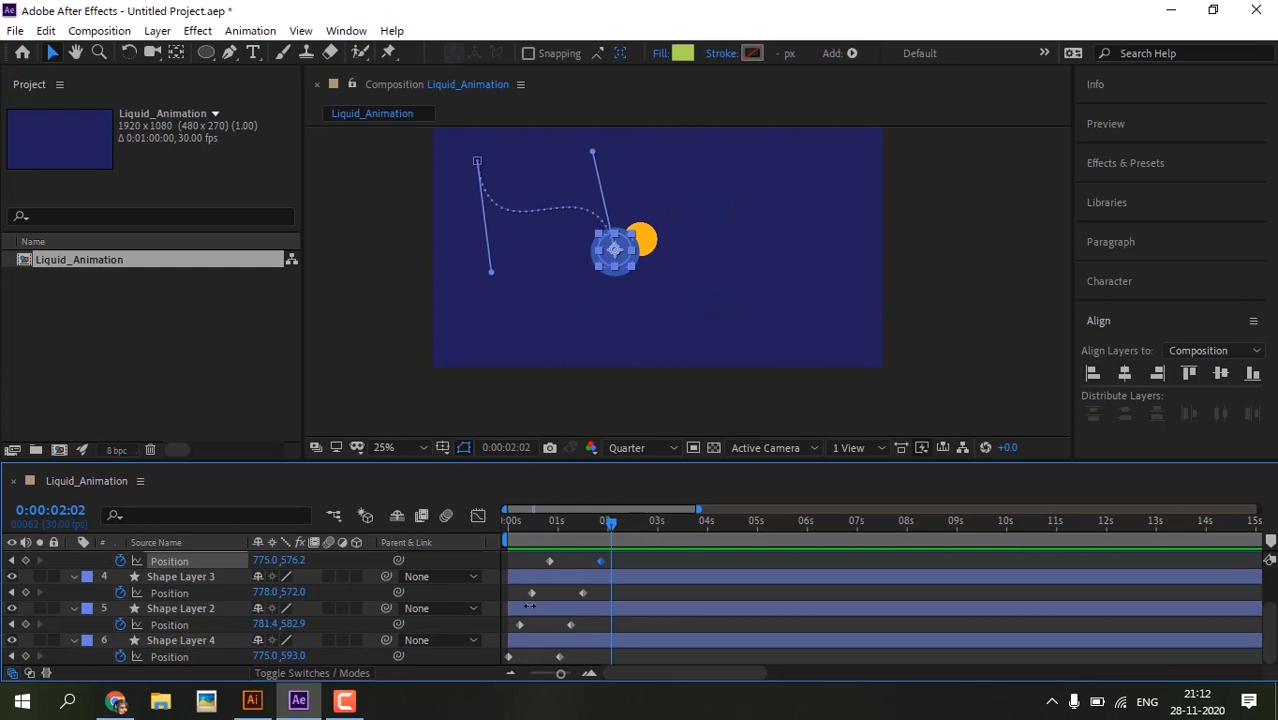 Adobe After Effects - Untitled Project.aep *
File Edit Composition Layer Effect Animation View Window Help
Snapping Fill: Stroke: - px Add: Default Search Help
Project
Composition Liquid_Animation
Info
Liquid_Animation
1920 x 1080 (480 x 270) (1.00)
Δ 0:01:00:00, 30.00 fps
Liquid_Animation
Preview
Effects & Presets
Libraries
Name
Paragraph
Liquid_Animation
Character
Align
Align Layers to: Composition
Distribute Layers:
8 bpc
25% 0:00:02:02 Quarter Active Camera 1 View +0.0
Liquid_Animation
0:00:02:02
00062 (30.00 fps)
:00s 01s 03s 04s 05s 06s 07s 08s 09s 10s 11s 12s 13s 14s 15s
# Source Name Parent & Link
Position 775.0,576.2
4 Shape Layer 3 None
Position 778.0,572.0
5 Shape Layer 2 None
Position 781.4,582.9
6 Shape Layer 4 None
Position 775.0,593.0
Toggle Switches / Modes
ENG 21:12
28-11-2020